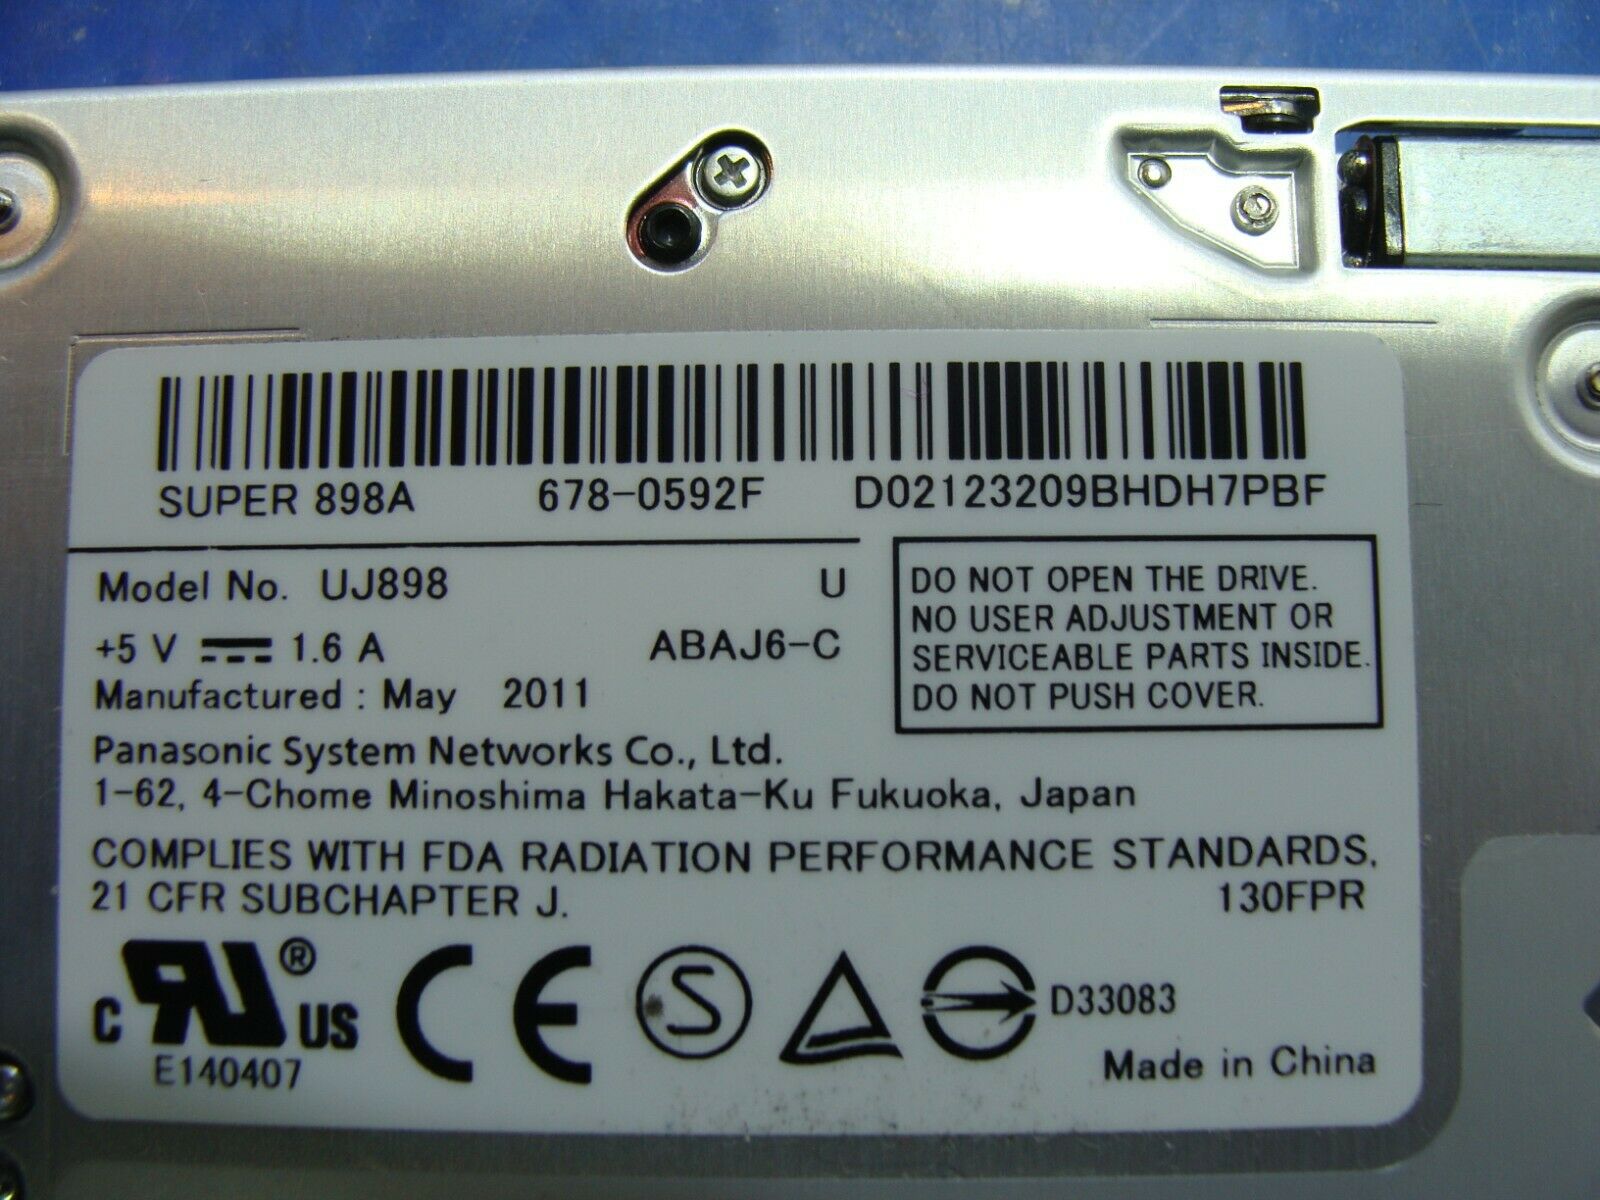 SUPER 898A 678-0592F D02123209BHDH7PBF
Model No. UJ898 U
+5 V 1.6 A ABAJ6-C
Manufactured : May 2011
DO NOT OPEN THE DRIVE.
NO USER ADJUSTMENT OR
SERVICEABLE PARTS INSIDE.
DO NOT PUSH COVER.
Panasonic System Networks Co., Ltd.
1-62, 4-Chome Minoshima Hakata-Ku Fukuoka, Japan
COMPLIES WITH FDA RADIATION PERFORMANCE STANDARDS,
21 CFR SUBCHAPTER J. 130FPR
C RU ® US CE S D33083
E140407 Made in China